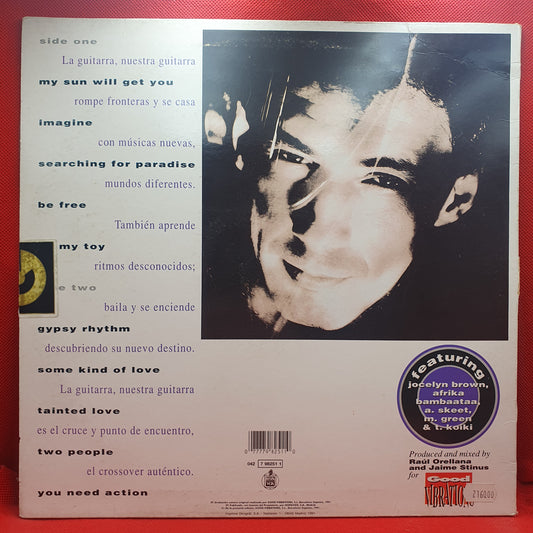 side one
La guitarra, nuestra guitarra
my sun will get you
rompe fronteras y se casa
imagine
con músicas nuevas,
searching for paradise
mundos diferentes.
be free
También aprende
my toy
ritmos desconocidos;
e two
baila y se enciende
gypsy rhythm
descubriendo su nuevo destino.
some kind of love
La guitarra, nuestra guitarra
tainted love
es el cruce y punto de encuentro,
two people
el crossover auténtico.
you need action
featuring
jocelyn brown,
afrika
bambaataa,
a. skeet,
m. green
& t. koiki
042 7 98251 1
Produced and mixed by
Raúl Orellana
and Jaime Stinus
for
Good
VIBRATIONS